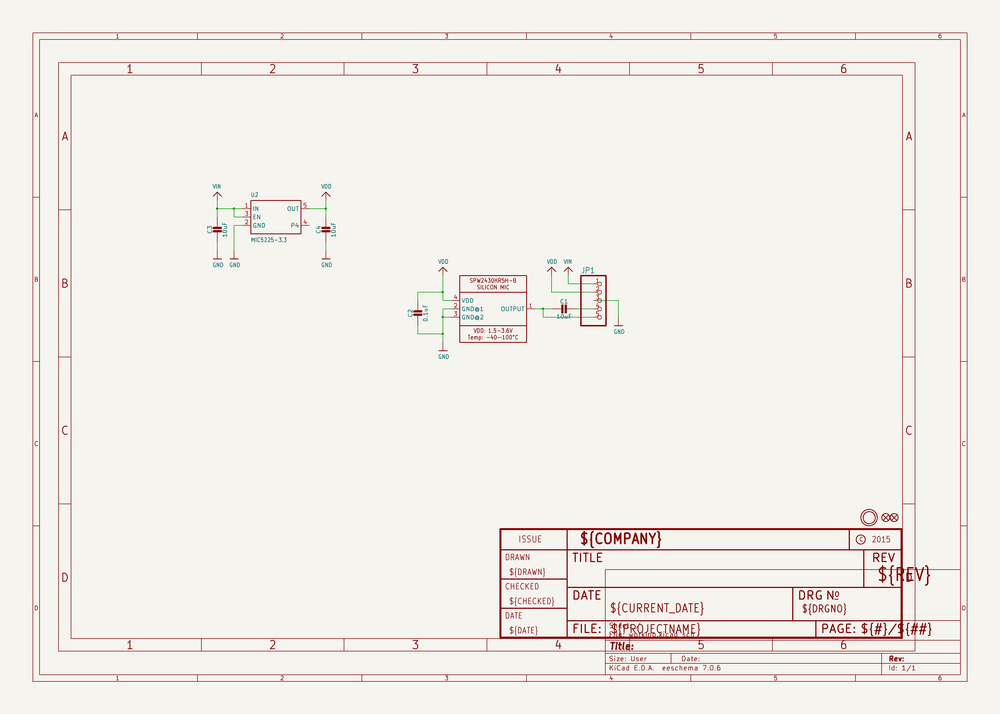 1 2 3 4 5 6
1 2 3 4 5 6
A A A A
B B B B
C C C C
D D D
VIN VDD
U2
1 IN OUT 5
3 EN
2 GND P4 4
MIC5225-3.3
C3 10uF
C4 10uF
GND GND GND
VDD VDD VIN
JP1
SPW2430HR5H-B
SILICON MIC
4 VDD
2 GND@1 OUTPUT 1
3 GND@2
VDD: 1.5-3.6V
Temp: -40~100°C
C2 0.1uF
C1
10uF
GND GND
ISSUE ${COMPANY} C 2015
DRAWN TITLE REV
${DRAWN} ${REV}
CHECKED DATE DRG Nº
${CHECKED} ${CURRENT_DATE} ${DRGNO}
DATE
${DATE} FILE: ${PROJECTNAME} PAGE: ${#}/${##}
Title:
Size: User Date: Rev:
KiCad E.D.A. eeschema 7.0.6 Id: 1/1
1 2 3 4 5 6
1 2 3 4 5 6